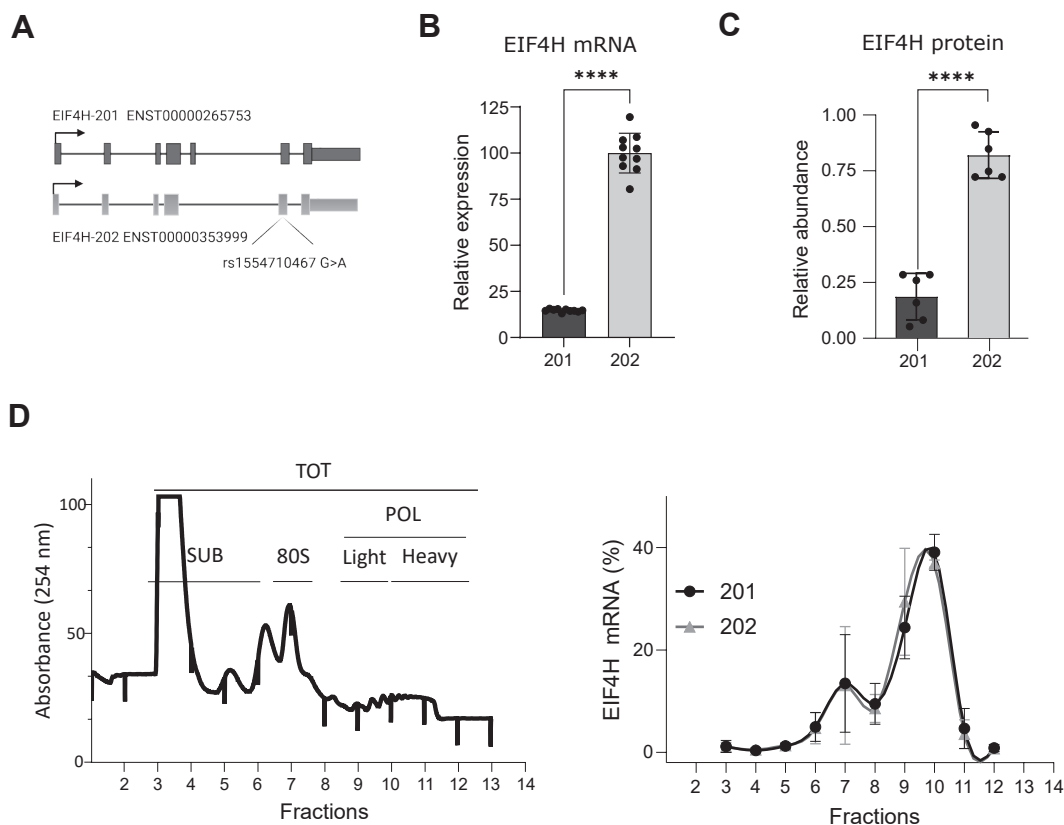 A
EIF4H-201 ENST00000265753
EIF4H-202 ENST00000353999
rs1554710467 G>A
B
EIF4H mRNA
****
Relative expression
125
100
75
50
25
0
201 202
C
EIF4H protein
****
Relative abundance
1.00
0.75
0.50
0.25
0.00
201 202
D
TOT
POL
SUB 80S Light Heavy
Absorbance (254 nm)
100
50
0
2 3 4 5 6 7 8 9 10 11 12 13 14
Fractions
EIF4H mRNA (%)
40
20
0
201
202
2 3 4 5 6 7 8 9 10 11 12 13 14
Fractions